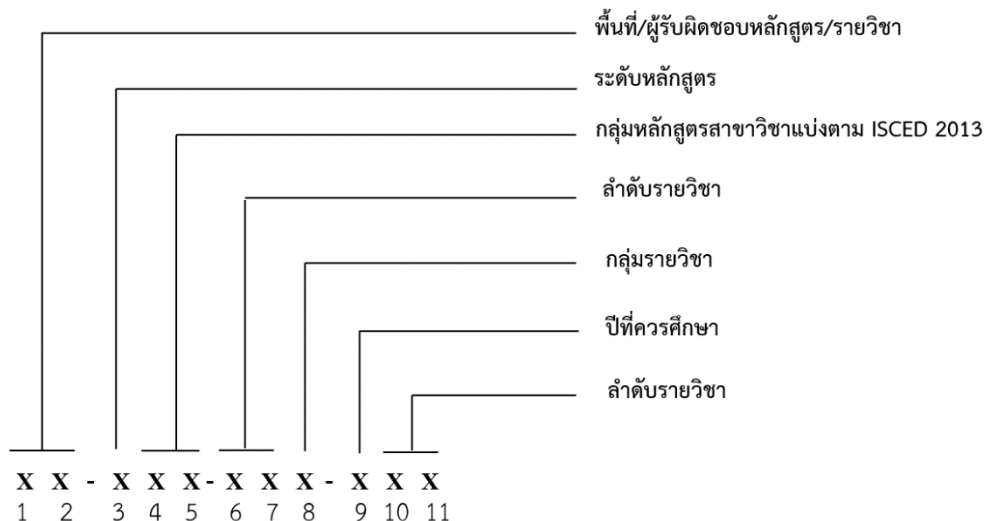 พื้นที่/ผู้รับผิดชอบหลักสูตร/รายวิชา
ระดับหลักสูตร
กลุ่มหลักสูตรสาขาวิชาแบ่งตาม ISCED 2013
ลำดับรายวิชา
กลุ่มรายวิชา
ปีที่ควรศึกษา
ลำดับรายวิชา
X X - X X X - X X X - X X X
1 2 3 4 5 6 7 8 9 10 11